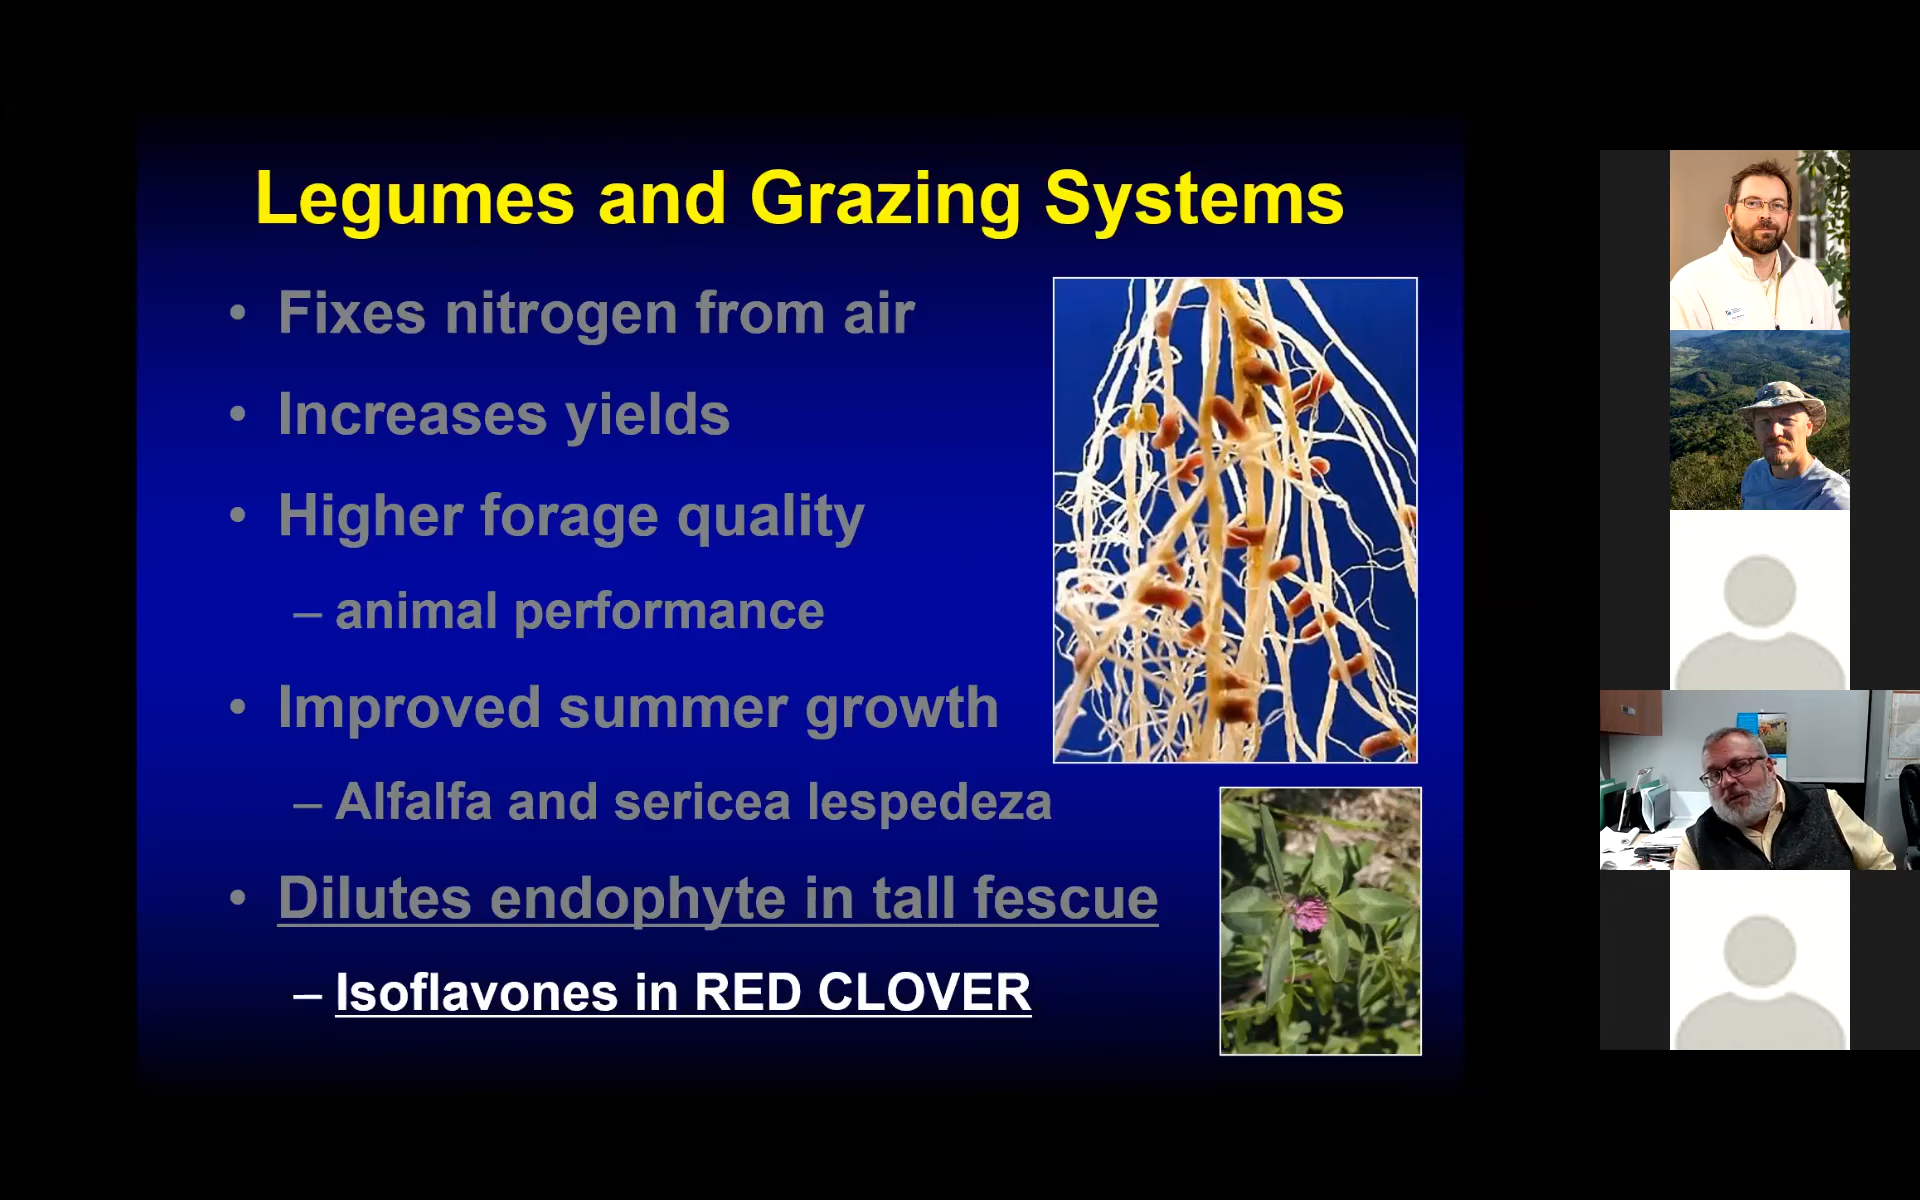 Legumes and Grazing Systems
• Fixes nitrogen from air
• Increases yields
• Higher forage quality
– animal performance
• Improved summer growth
– Alfalfa and sericea lespedeza
• Dilutes endophyte in tall fescue
– Isoflavones in RED CLOVER